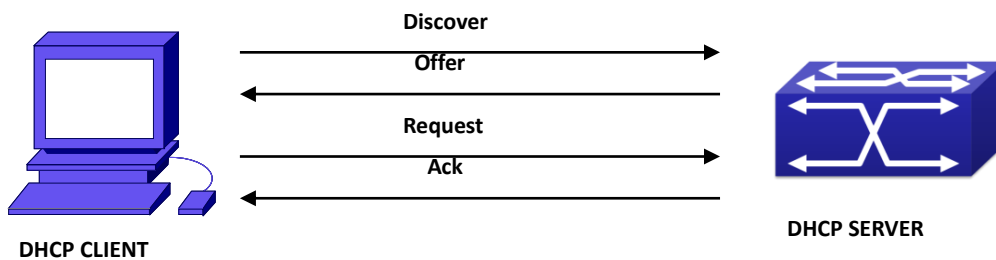 Discover
Offer
Request
Ack
DHCP CLIENT
DHCP SERVER